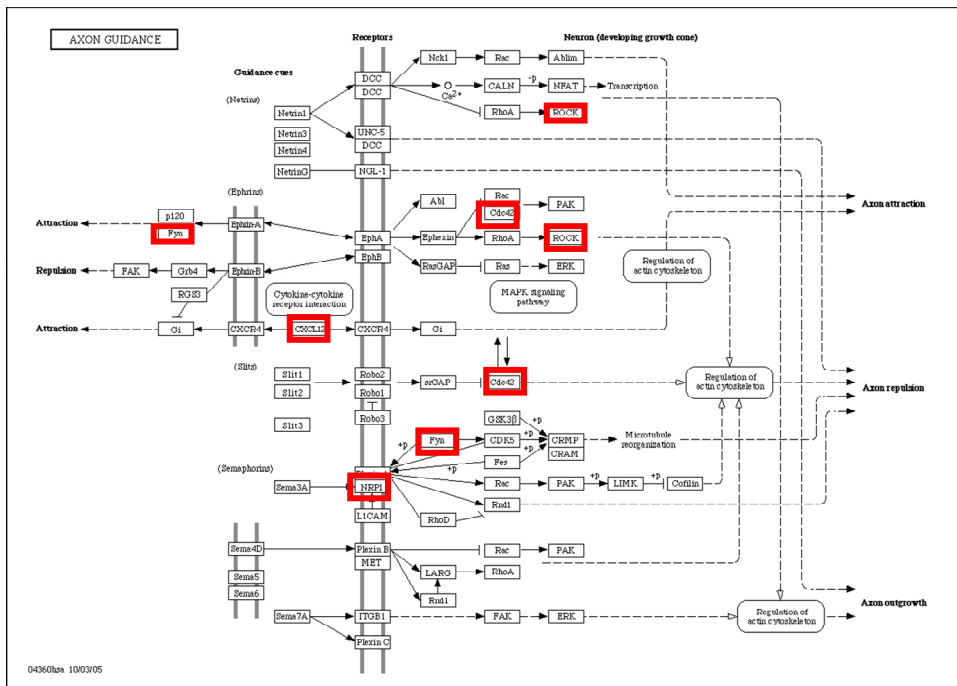 AXON GUIDANCE
Receptors
Neuron (developing growth cone)
Guidance cues
(Netrins)
DCC
DCC
Nck1
Rac
Ablim
Ca2+
CALN
-p
NFAT
Transcription
Netrin1
RhoA
ROCK
Netrin3
UNC-5
Netrin4
DCC
NetrinG
NGL-1
(Ephrins)
Abl
Rac
Cdc42
PAK
Axon attraction
p120
Attraction
Fyn
Ephrin-A
EphA
Ephexin
RhoA
ROCK
EphB
Repulsion
FAK
Grb4
Ephrin-B
RasGAP
Ras
ERK
Regulation of
actin cytoskeleton
RGS3
Cytokine-cytokine
receptor interaction
MAPK signaling
pathway
Attraction
Gi
CXCR4
CXCL12
CXCR4
Gi
(Slits)
Slit1
Robo2
srGAP
Cdc42
Regulation of
actin cytoskeleton
Slit2
Robo1
Axon repulsion
Slit3
Robo3
GSK3β
+p
+p
Fyn
+p
CDK5
+p
CRMP
Microtubule
reorganization
CRAM
(Semaphorins)
+p
Fes
+p
Sema3A
NRP1
Rac
PAK
+p
LIMK
+p
Cofilin
Rnd1
L1CAM
RhoD
Sema4D
Plexin B
Rac
PAK
MET
Sema5
LARG
RhoA
Sema6
Rnd1
Sema7A
ITGB1
FAK
ERK
Regulation of
actin cytoskeleton
Axon outgrowth
Plexin C
04360hsa 10/03/05